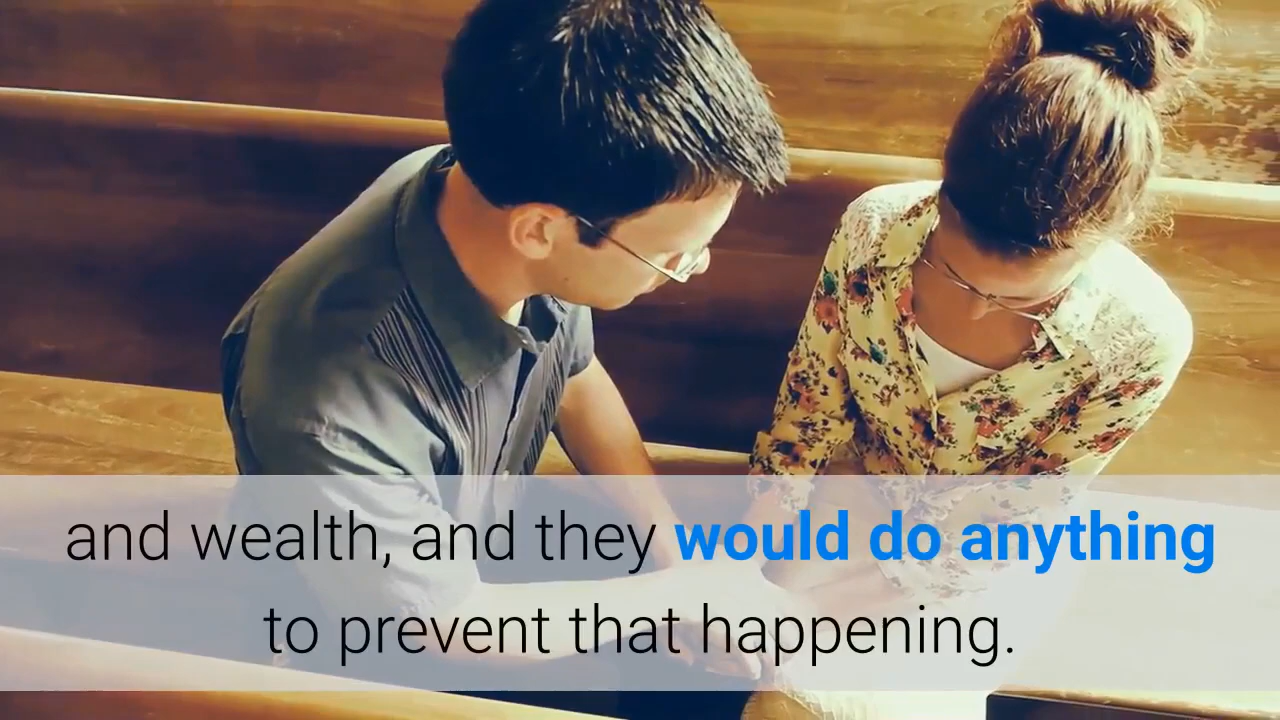 and wealth, and they would do anything
to prevent that happening.